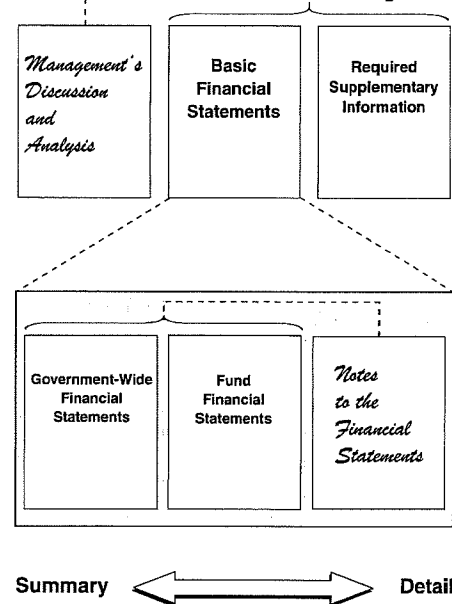 Management's
Discussion
and
Analysis
Basic
Financial
Statements
Required
Supplementary
Information
Government-Wide
Financial
Statements
Fund
Financial
Statements
Notes
to the
Financial
Statements
Summary
Detail